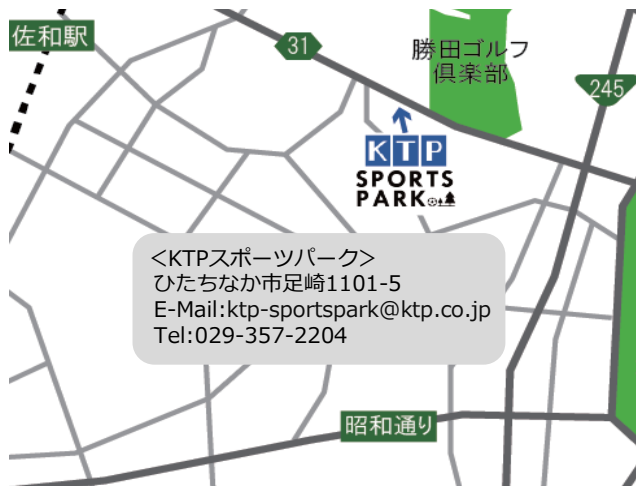 佐和駅
31
勝田ゴルフ
倶楽部
245
KTP
SPORTS
PARK
<KTPスポーツパーク>
ひたちなか市足崎1101-5
E-Mail:ktp-sportspark@ktp.co.jp
Tel:029-357-2204
昭和通り